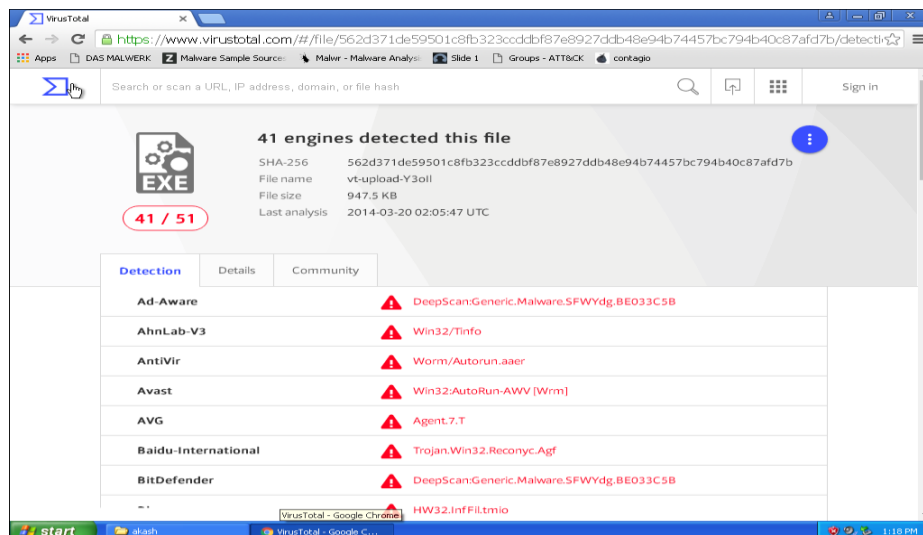 VirusTotal
https://www.virustotal.com/#/file/562d371de59501c8fb323ccddbf87e8927ddb48e94b74457bc794b40c87afd7b/detecti
Apps DAS MALWERK Malware Sample Source Malwr - Malware Analysi Slide 1 Groups - ATT&CK contagio
Search or scan a URL, IP address, domain, or file hash Sign in
41 engines detected this file
EXE
SHA-256 562d371de59501c8fb323ccddbf87e8927ddb48e94b74457bc794b40c87afd7b
File name vt-upload-Y3oII
File size 947.5 KB
Last analysis 2014-03-20 02:05:47 UTC
41 / 51
Detection Details Community
Ad-Aware DeepScan:Generic.Malware.SFWYdg.BE033C5B
AhnLab-V3 Win32/Tinfo
AntiVir Worm/Autorun.aaer
Avast Win32:AutoRun-AWV [Wrm]
AVG Agent.7.T
Baidu-International Trojan.Win32.Reconyc.Agf
BitDefender DeepScan:Generic.Malware.SFWYdg.BE033C5B
HW32.InfFil.tmio
VirusTotal - Google Chrome
start akash VirusTotal - Google C... 1:18 PM